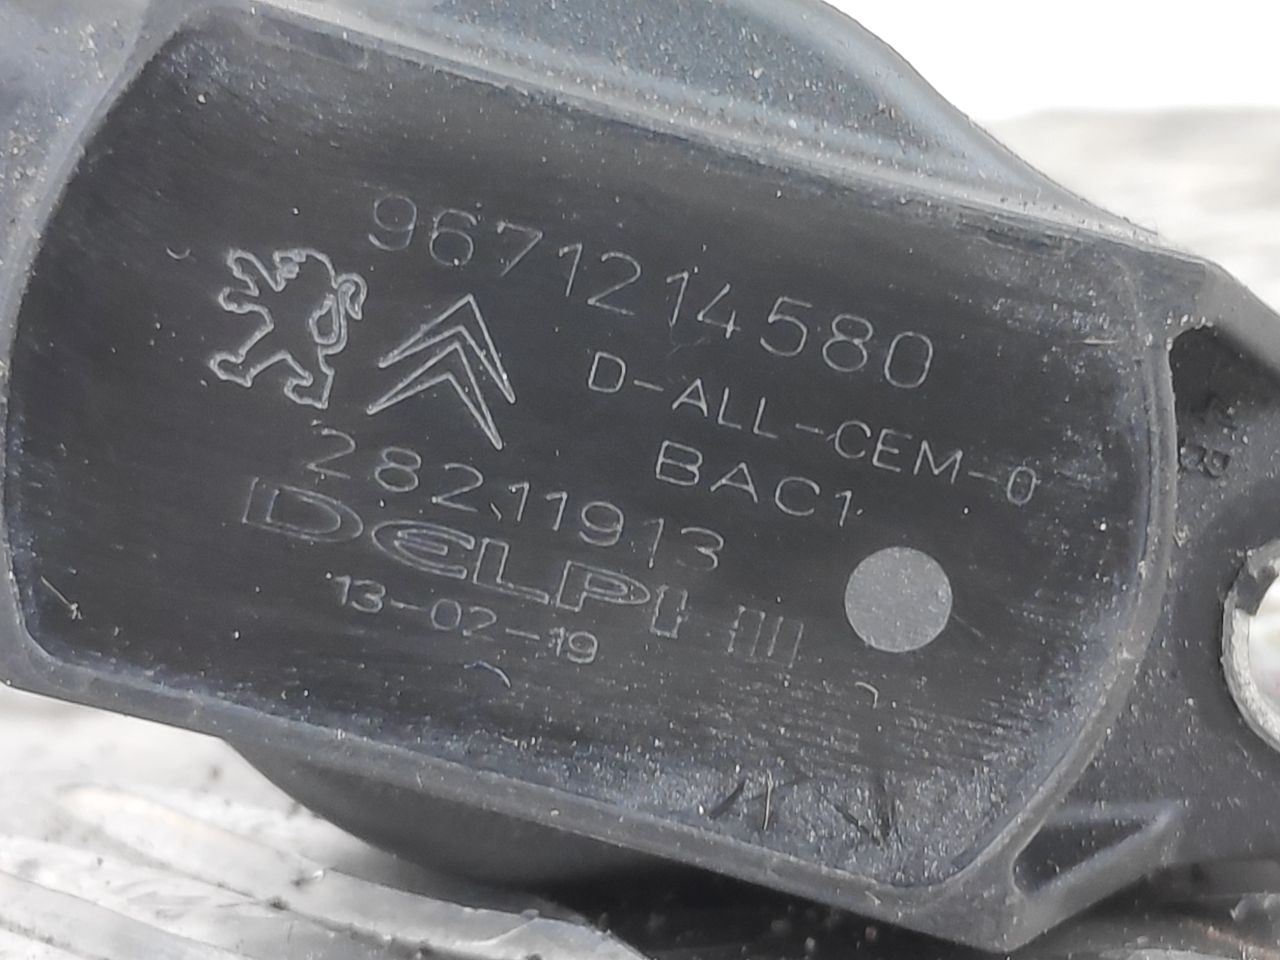 9671214580
D-ALL-CEM-0
BAC1
28211913
DELPHI
13-02-19